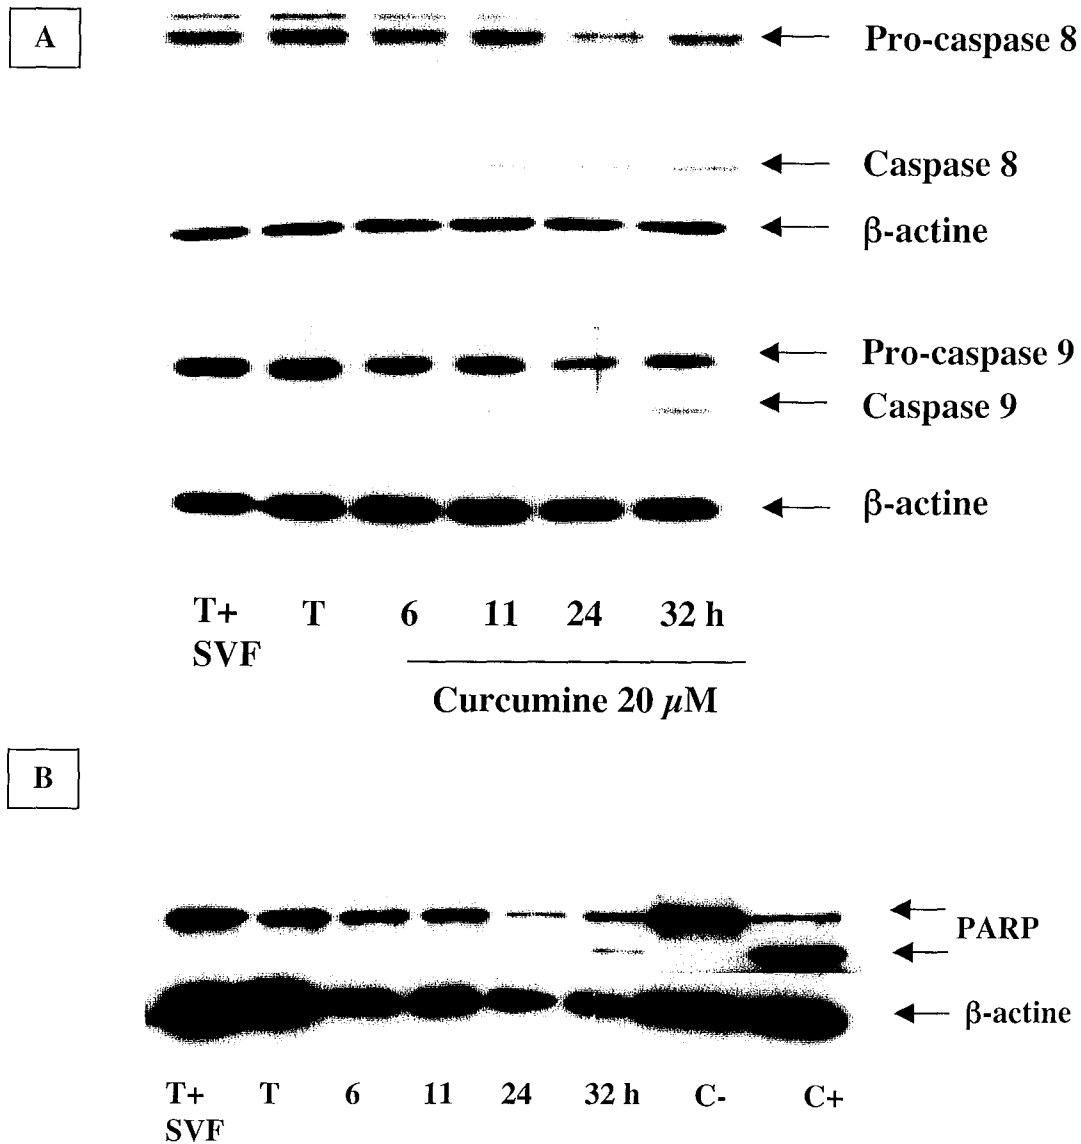 A
Pro-caspase 8
Caspase 8
β-actine
Pro-caspase 9
Caspase 9
β-actine
T+ T 6 11 24 32 h
SVF
Curcumine 20 µM
B
PARP
β-actine
T+ T 6 11 24 32 h C- C+
SVF